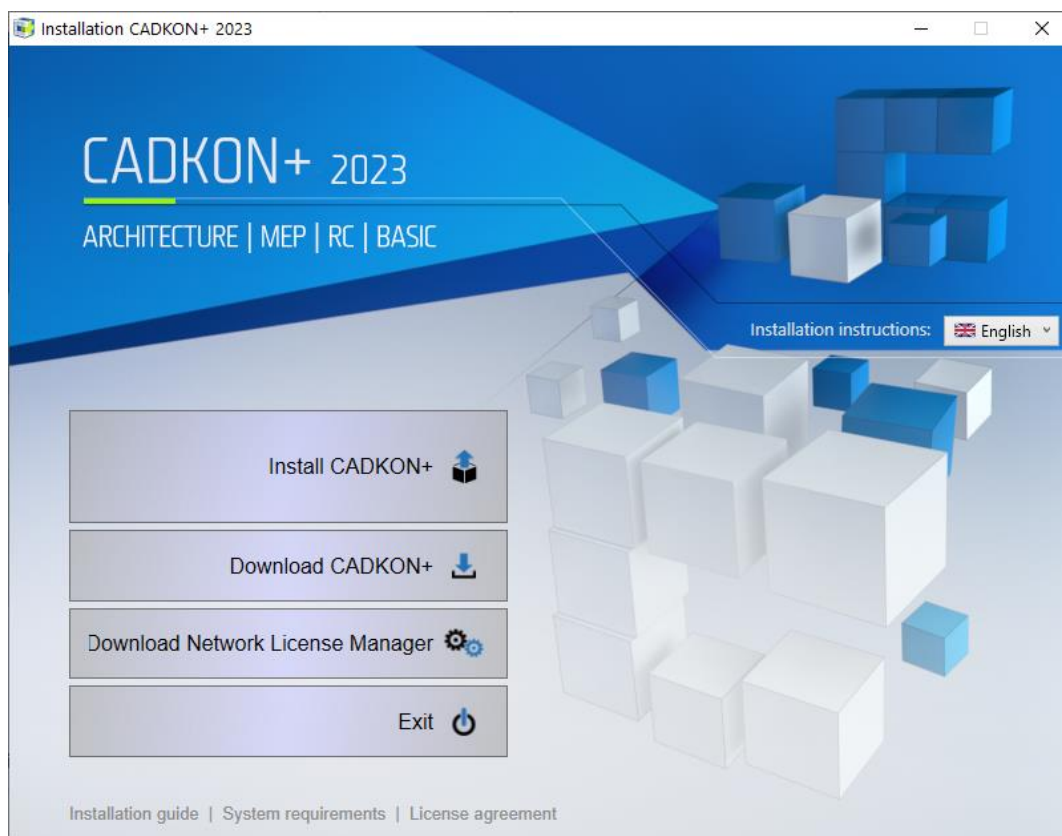 Installation CADKON+ 2023
CADKON+ 2023
ARCHITECTURE | MEP | RC | BASIC
Installation instructions: English
Install CADKON+
Download CADKON+
Download Network License Manager
Exit
Installation guide | System requirements | License agreement